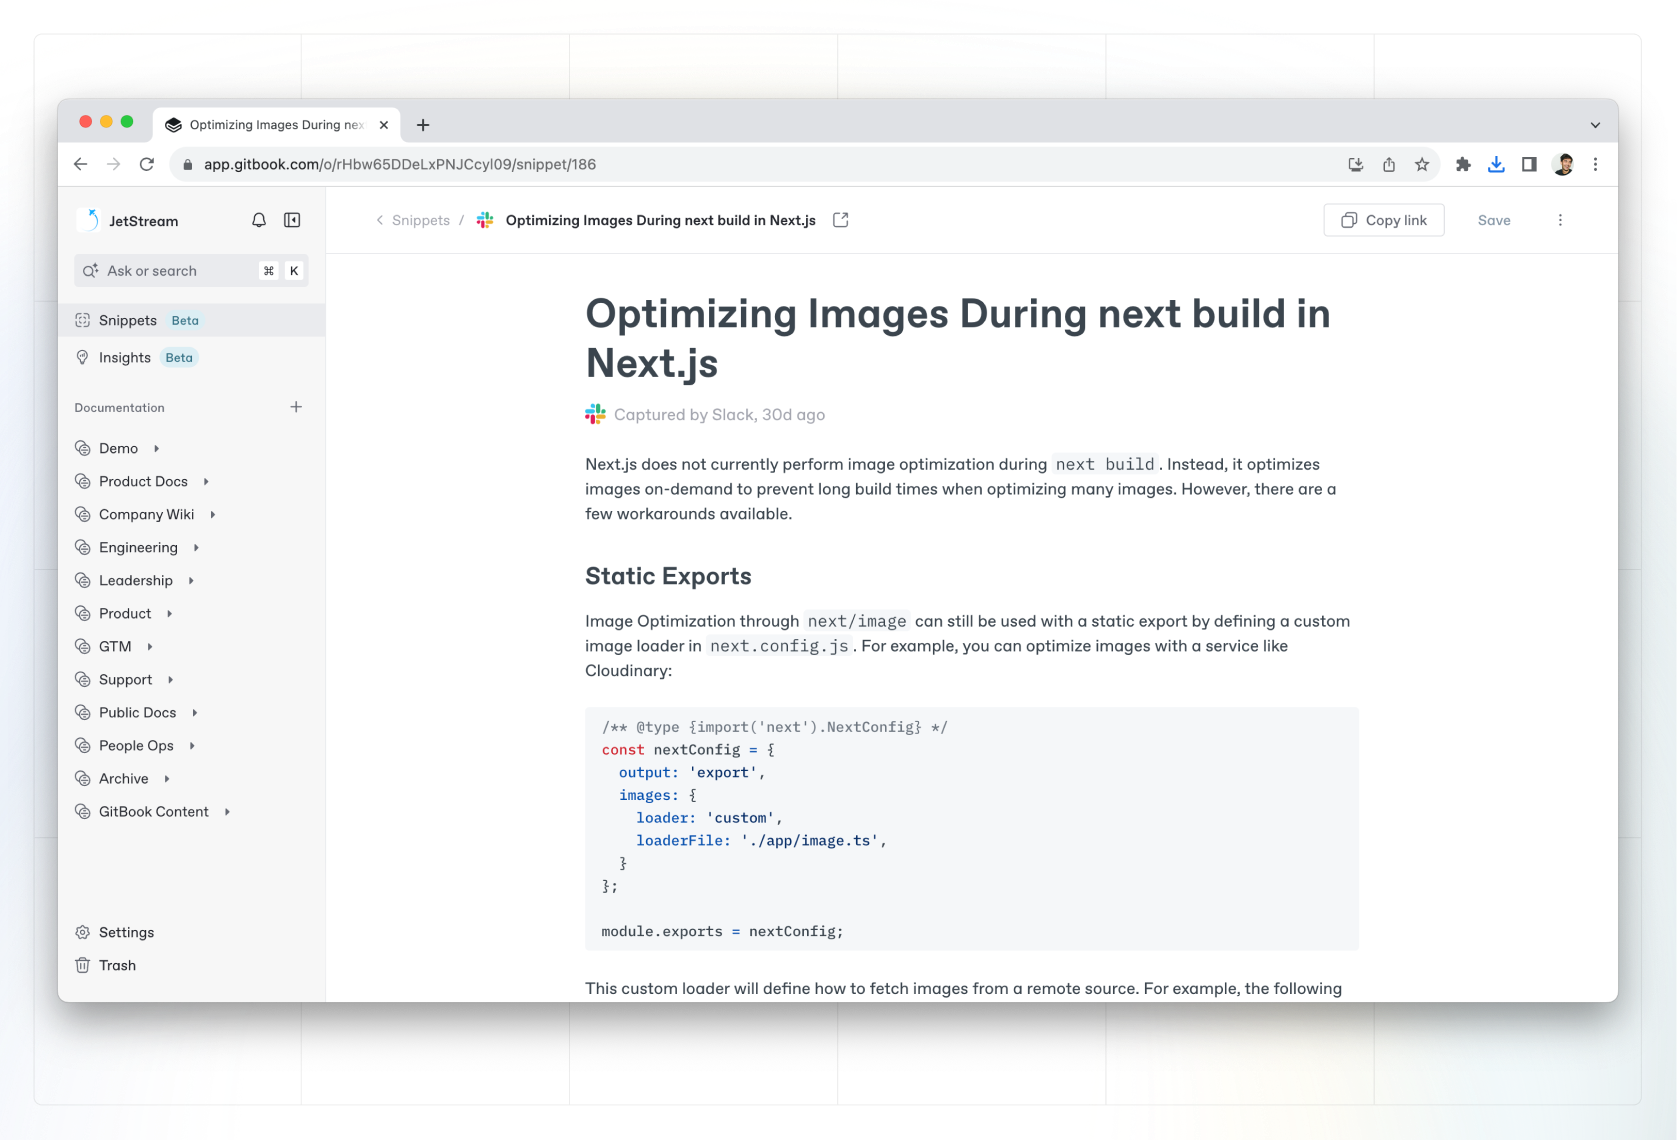 Optimizing Images During nex
app.gitbook.com/o/rHbw65DDeLxPNJCcyl09/snippet/186
JetStream
Ask or search
⌘ K
Snippets Beta
Insights Beta
Documentation
Demo
Product Docs
Company Wiki
Engineering
Leadership
Product
GTM
Support
Public Docs
People Ops
Archive
GitBook Content
Settings
Trash
Snippets / Optimizing Images During next build in Next.js
Copy link
Save
Optimizing Images During next build in
Next.js
Captured by Slack, 30d ago
Next.js does not currently perform image optimization during next build. Instead, it optimizes
images on-demand to prevent long build times when optimizing many images. However, there are a
few workarounds available.
Static Exports
Image Optimization through next/image can still be used with a static export by defining a custom
image loader in next.config.js. For example, you can optimize images with a service like
Cloudinary:
/** @type {import('next').NextConfig} */
const nextConfig = {
  output: 'export',
  images: {
    loader: 'custom',
    loaderFile: './app/image.ts',
  }
};
module.exports = nextConfig;
This custom loader will define how to fetch images from a remote source. For example, the following